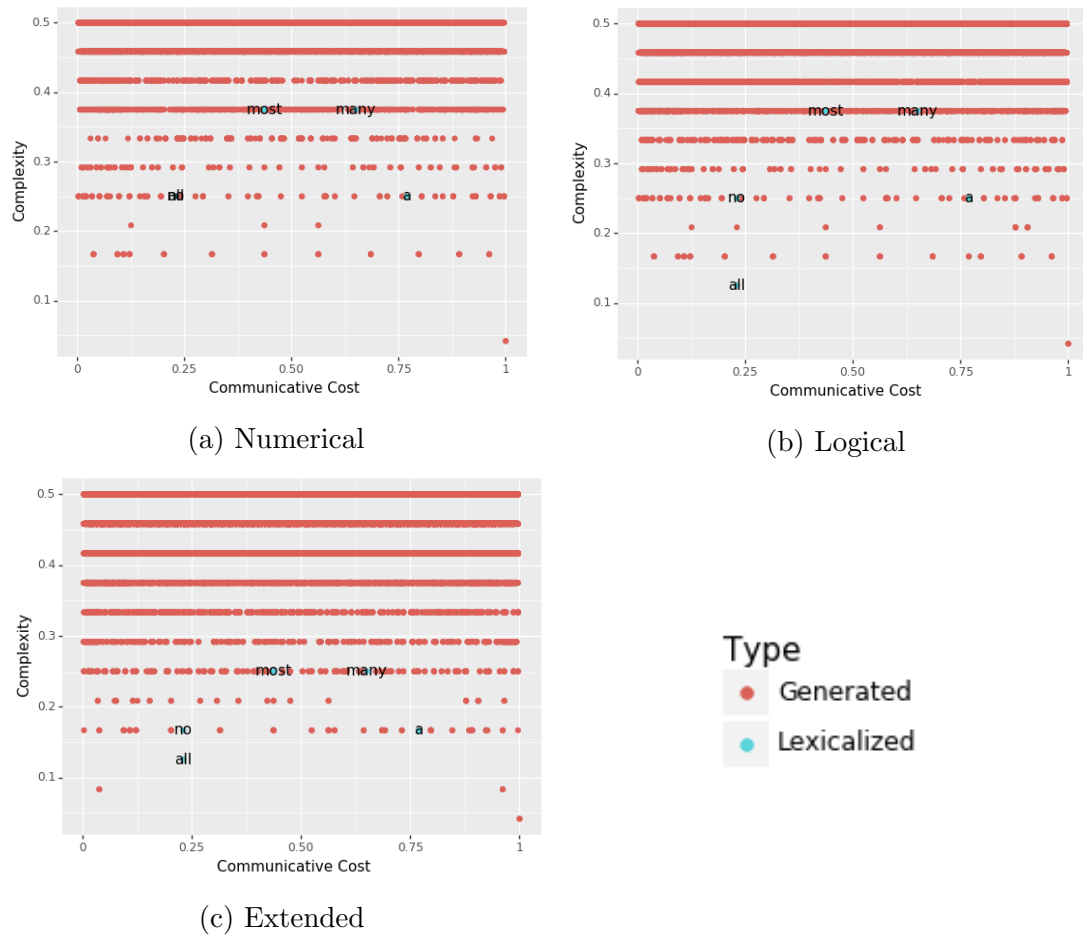 0.5
0.4
0.3
0.2
0.1
Complexity
most
many
all
no
a
0
0.25
0.50
0.75
1
Communicative Cost
(a) Numerical
0.5
0.4
0.3
0.2
0.1
Complexity
most
many
no
a
all
0
0.25
0.50
0.75
1
Communicative Cost
(b) Logical
0.5
0.4
0.3
0.2
0.1
Complexity
most
many
no
a
all
0
0.25
0.50
0.75
1
Communicative Cost
(c) Extended
Type
Generated
Lexicalized